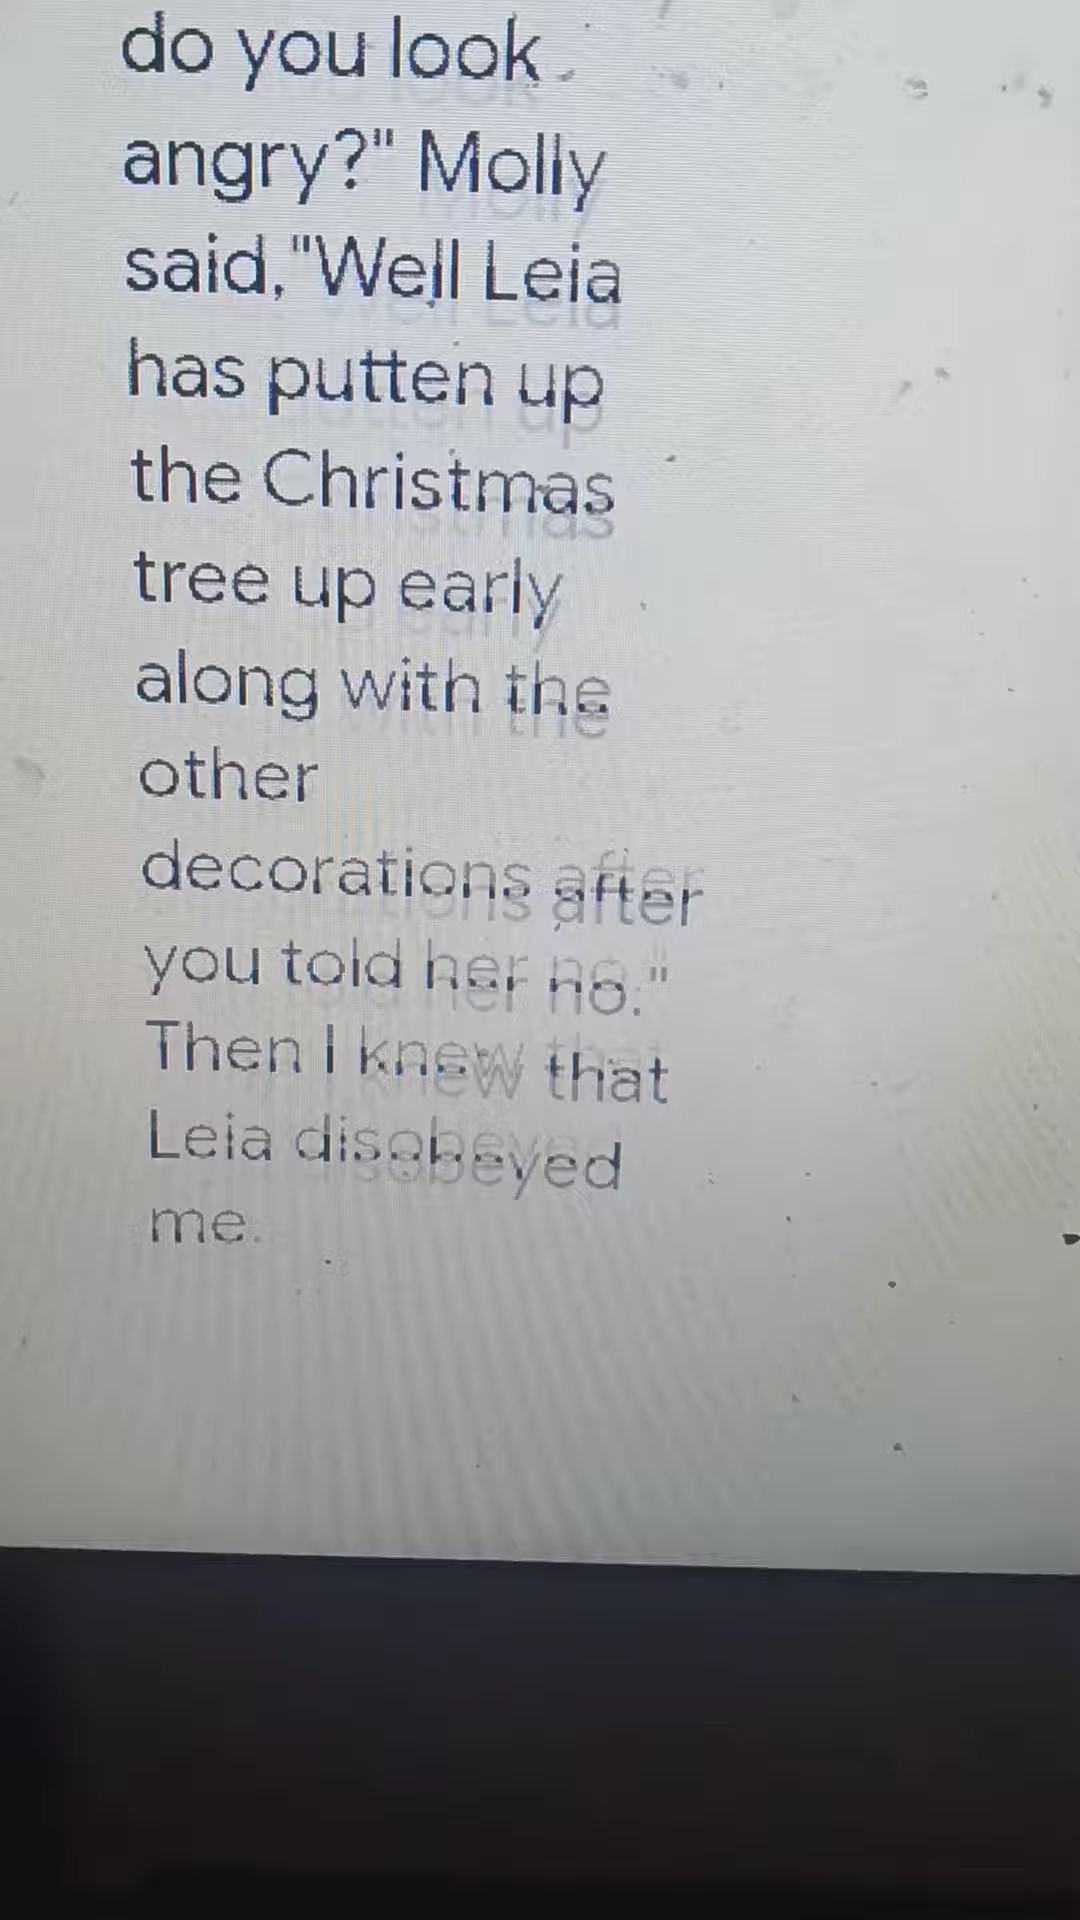 do you look
angry?" Molly
said,"Well Leia
has putten up
the Christmas
tree up early
along with the
other
decorations after
you told her no."
Then I knew that
Leia disobeyed
me.